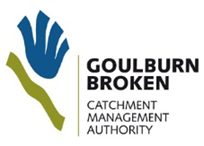 GOULBURN
BROKEN
CATCHMENT
MANAGEMENT
AUTHORITY